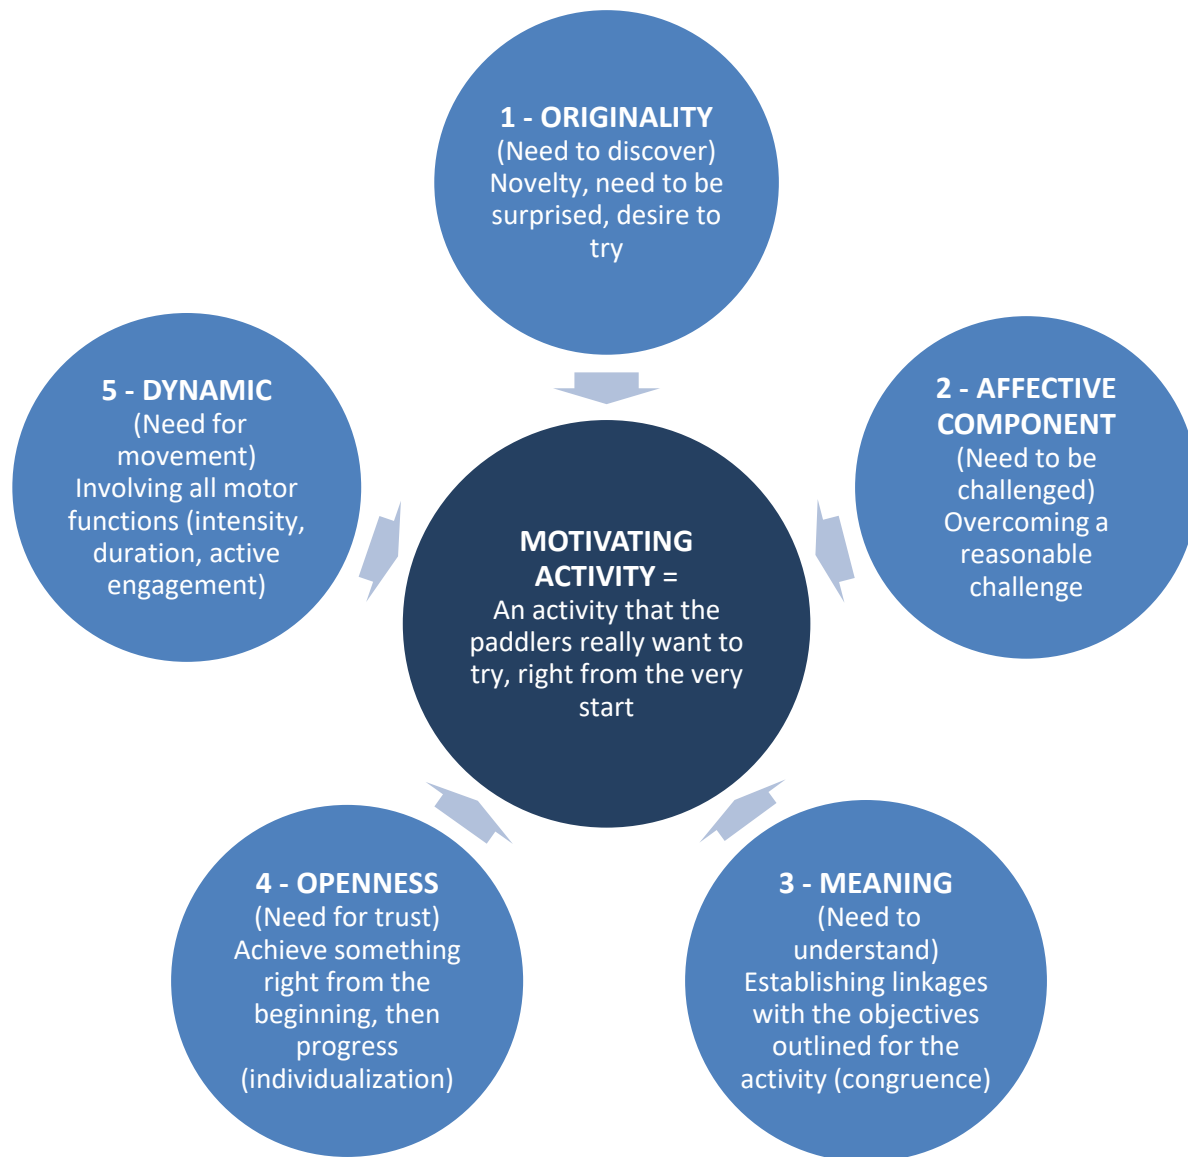 1 - ORIGINALITY
(Need to discover)
Novelty, need to be
surprised, desire to
try
2 - AFFECTIVE
COMPONENT
(Need to be
challenged)
Overcoming a
reasonable
challenge
3 - MEANING
(Need to
understand)
Establishing linkages
with the objectives
outlined for the
activity (congruence)
4 - OPENNESS
(Need for trust)
Achieve something
right from the
beginning, then
progress
(individualization)
5 - DYNAMIC
(Need for
movement)
Involving all motor
functions (intensity,
duration, active
engagement)
MOTIVATING
ACTIVITY =
An activity that the
paddlers really want to
try, right from the very
start